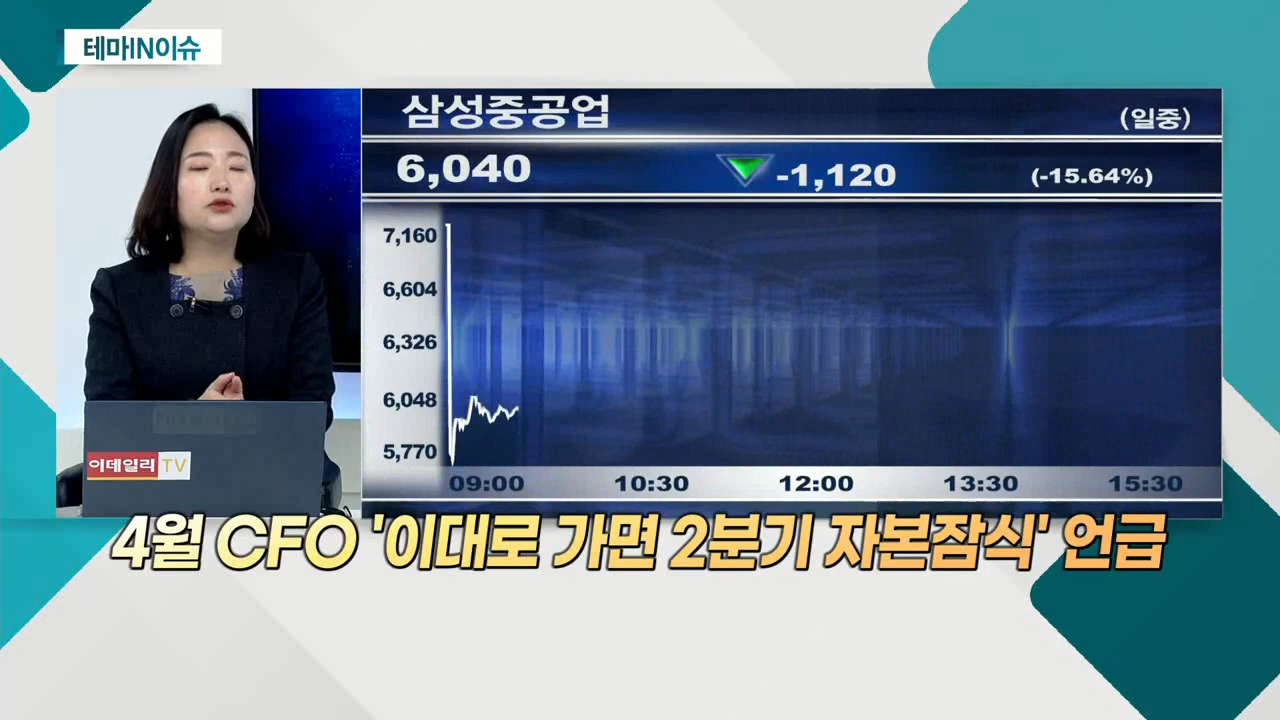 테마IN이슈
삼성중공업 (일중)
6,040 -1,120 (-15.64%)
7,160
6,604
6,326
6,048
5,770
09:00 10:30 12:00 13:30 15:30
이데일리TV
4월 CFO '이대로 가면 2분기 자본잠식' 언급